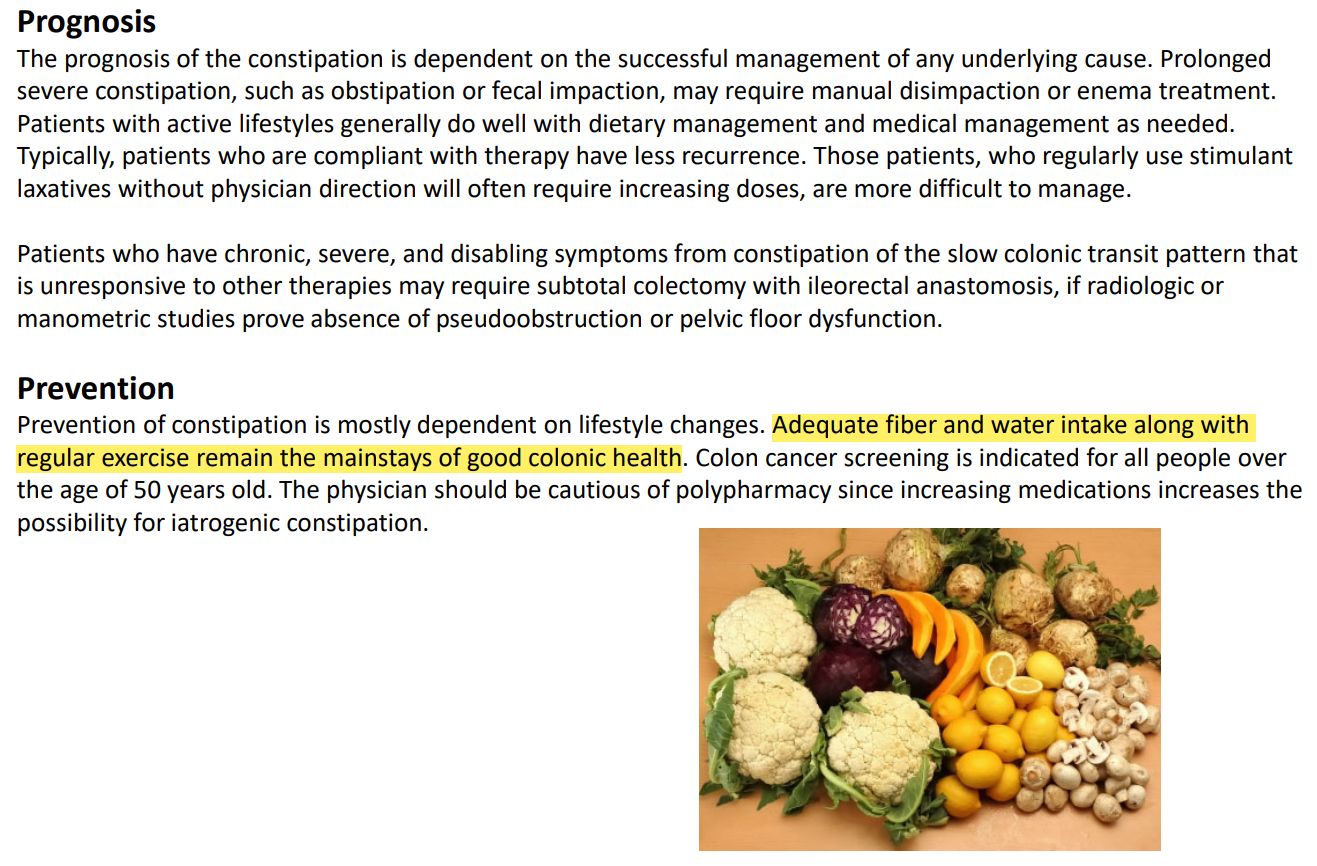 Prognosis
The prognosis of the constipation is dependent on the successful management of any underlying cause. Prolonged
severe constipation, such as obstipation or fecal impaction, may require manual disimpaction or enema treatment.
Patients with active lifestyles generally do well with dietary management and medical management as needed.
Typically, patients who are compliant with therapy have less recurrence. Those patients, who regularly use stimulant
laxatives without physician direction will often require increasing doses, are more difficult to manage.
Patients who have chronic, severe, and disabling symptoms from constipation of the slow colonic transit pattern that
is unresponsive to other therapies may require subtotal colectomy with ileorectal anastomosis, if radiologic or
manometric studies prove absence of pseudoobstruction or pelvic floor dysfunction.
Prevention
Prevention of constipation is mostly dependent on lifestyle changes. Adequate fiber and water intake along with
regular exercise remain the mainstays of good colonic health. Colon cancer screening is indicated for all people over
the age of 50 years old. The physician should be cautious of polypharmacy since increasing medications increases the
possibility for iatrogenic constipation.